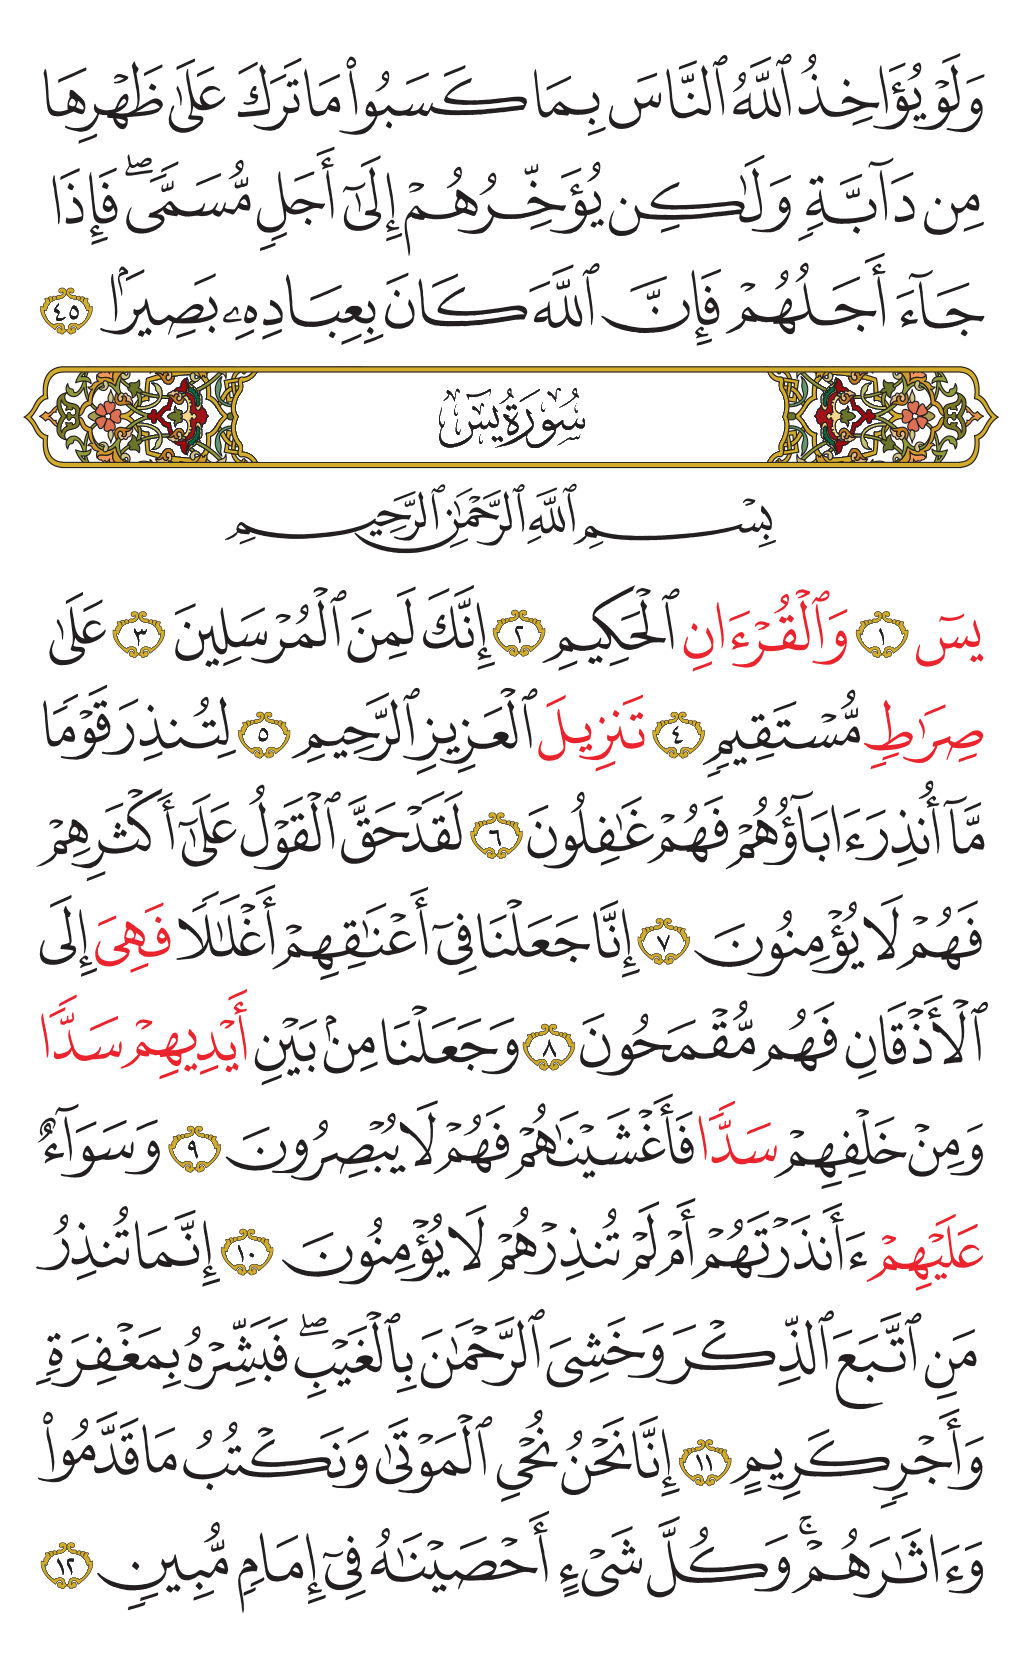 وَلَوْ يُؤَاخِذُ ٱللَّهُ ٱلنَّاسَ بِمَا كَسَبُوا۟ مَا تَرَكَ عَلَىٰ ظَهْرِهَا
مِن دَآبَّةٍ وَلَـٰكِن يُؤَخِّرُهُمْ إِلَىٰٓ أَجَلٍ مُّسَمًّى ۖ فَإِذَا
جَآءَ أَجَلُهُمْ فَإِنَّ ٱللَّهَ كَانَ بِعِبَادِهِۦ بَصِيرًۢا ٤٥
سُورَةُ يسٓ
بِسْمِ ٱللَّهِ ٱلرَّحْمَـٰنِ ٱلرَّحِيمِ
يسٓ ١ وَٱلْقُرْءَانِ ٱلْحَكِيمِ ٢ إِنَّكَ لَمِنَ ٱلْمُرْسَلِينَ ٣ عَلَىٰ
صِرَٰطٍ مُّسْتَقِيمٍ ٤ تَنزِيلَ ٱلْعَزِيزِ ٱلرَّحِيمِ ٥ لِتُنذِرَ قَوْمًا
مَّآ أُنذِرَ ءَابَآؤُهُمْ فَهُمْ غَـٰفِلُونَ ٦ لَقَدْ حَقَّ ٱلْقَوْلُ عَلَىٰٓ أَكْثَرِهِمْ
فَهُمْ لَا يُؤْمِنُونَ ٧ إِنَّا جَعَلْنَا فِىٓ أَعْنَـٰقِهِمْ أَغْلَـٰلًا فَهِىَ إِلَى
ٱلْأَذْقَانِ فَهُم مُّقْمَحُونَ ٨ وَجَعَلْنَا مِنۢ بَيْنِ أَيْدِيهِمْ سَدًّا
وَمِنْ خَلْفِهِمْ سَدًّا فَأَغْشَيْنَـٰهُمْ فَهُمْ لَا يُبْصِرُونَ ٩ وَسَوَآءٌ
عَلَيْهِمْ ءَأَنذَرْتَهُمْ أَمْ لَمْ تُنذِرْهُمْ لَا يُؤْمِنُونَ ١٠ إِنَّمَا تُنذِرُ
مَنِ ٱتَّبَعَ ٱلذِّكْرَ وَخَشِىَ ٱلرَّحْمَـٰنَ بِٱلْغَيْبِ ۖ فَبَشِّرْهُ بِمَغْفِرَةٍ
وَأَجْرٍ كَرِيمٍ ١١ إِنَّا نَحْنُ نُحْىِ ٱلْمَوْتَىٰ وَنَكْتُبُ مَا قَدَّمُوا۟
وَءَاثَـٰرَهُمْ ۚ وَكُلَّ شَىْءٍ أَحْصَيْنَـٰهُ فِىٓ إِمَامٍ مُّبِينٍ ١٢